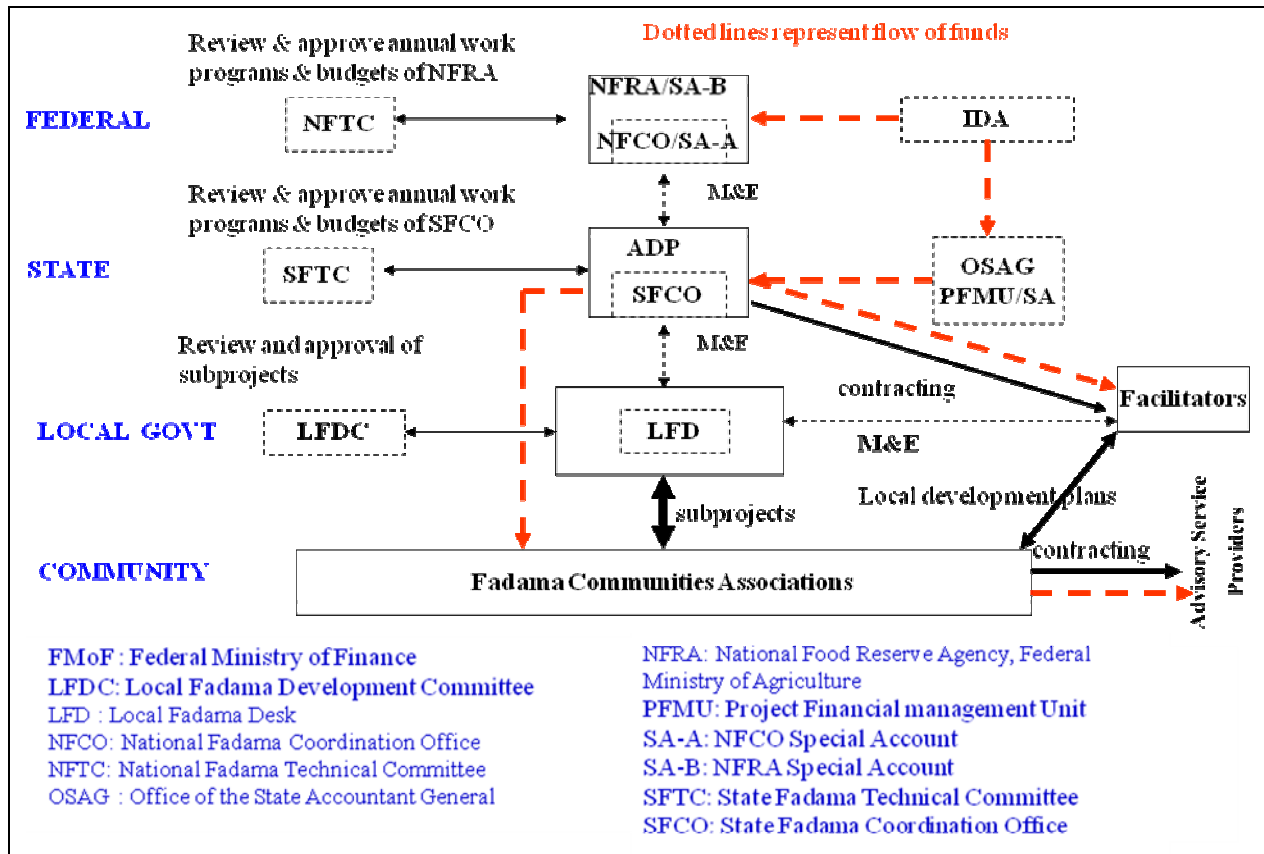 Dotted lines represent flow of funds
Review & approve annual work
programs & budgets of NFRA
FEDERAL
NFTC
NFRA/SA-B
NFCO/SA-A
IDA
M&E
Review & approve annual work
programs & budgets of SFCO
STATE
SFTC
ADP
SFCO
OSAG
PFMU/SA
M&E
Review and approval of
subprojects
contracting
Facilitators
LOCAL GOVT
LFDC
LFD
M&E
Local development plans
subprojects
contracting
Advisory Service
Providers
COMMUNITY
Fadama Communities Associations
FMoF : Federal Ministry of Finance
LFDC: Local Fadama Development Committee
LFD : Local Fadama Desk
NFCO: National Fadama Coordination Office
NFTC: National Fadama Technical Committee
OSAG : Office of the State Accountant General
NFRA: National Food Reserve Agency, Federal
Ministry of Agriculture
PFMU: Project Financial management Unit
SA-A: NFCO Special Account
SA-B: NFRA Special Account
SFTC: State Fadama Technical Committee
SFCO: State Fadama Coordination Office